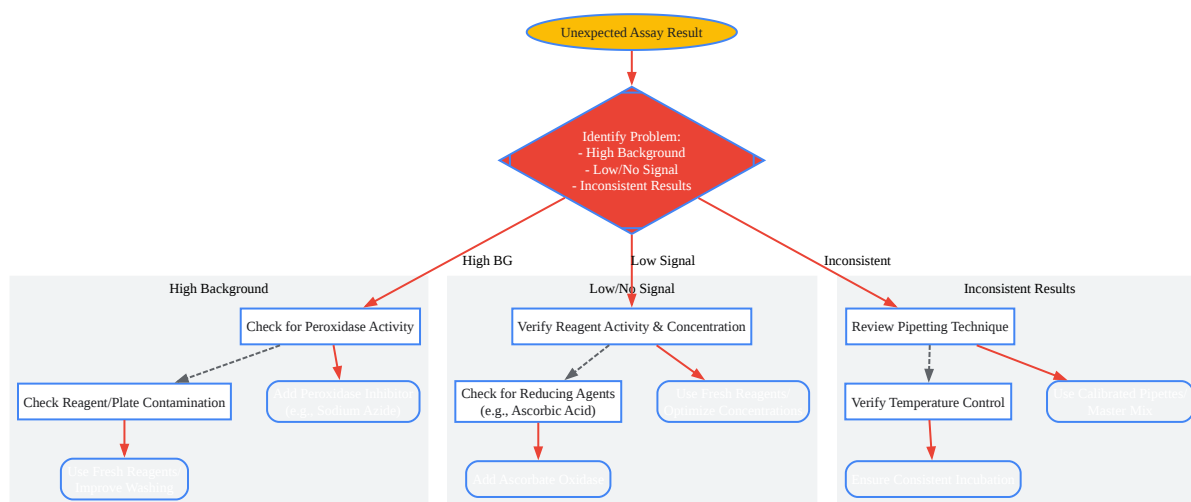 Unexpected Assay Result
Identify Problem:
- High Background
- Low/No Signal
- Inconsistent Results
High BG
Low Signal
Inconsistent
High Background
Low/No Signal
Inconsistent Results
Check for Peroxidase Activity
Verify Reagent Activity & Concentration
Review Pipetting Technique
Check Reagent/Plate Contamination
Add Peroxidase Inhibitor
(e.g., Sodium Azide)
Check for Reducing Agents
(e.g., Ascorbic Acid)
Use Fresh Reagents/
Optimize Concentrations
Verify Temperature Control
Use Calibrated Pipettes/
Master Mix
Use Fresh Reagents/
Improve Washing
Add Ascorbate Oxidase
Ensure Consistent Incubation